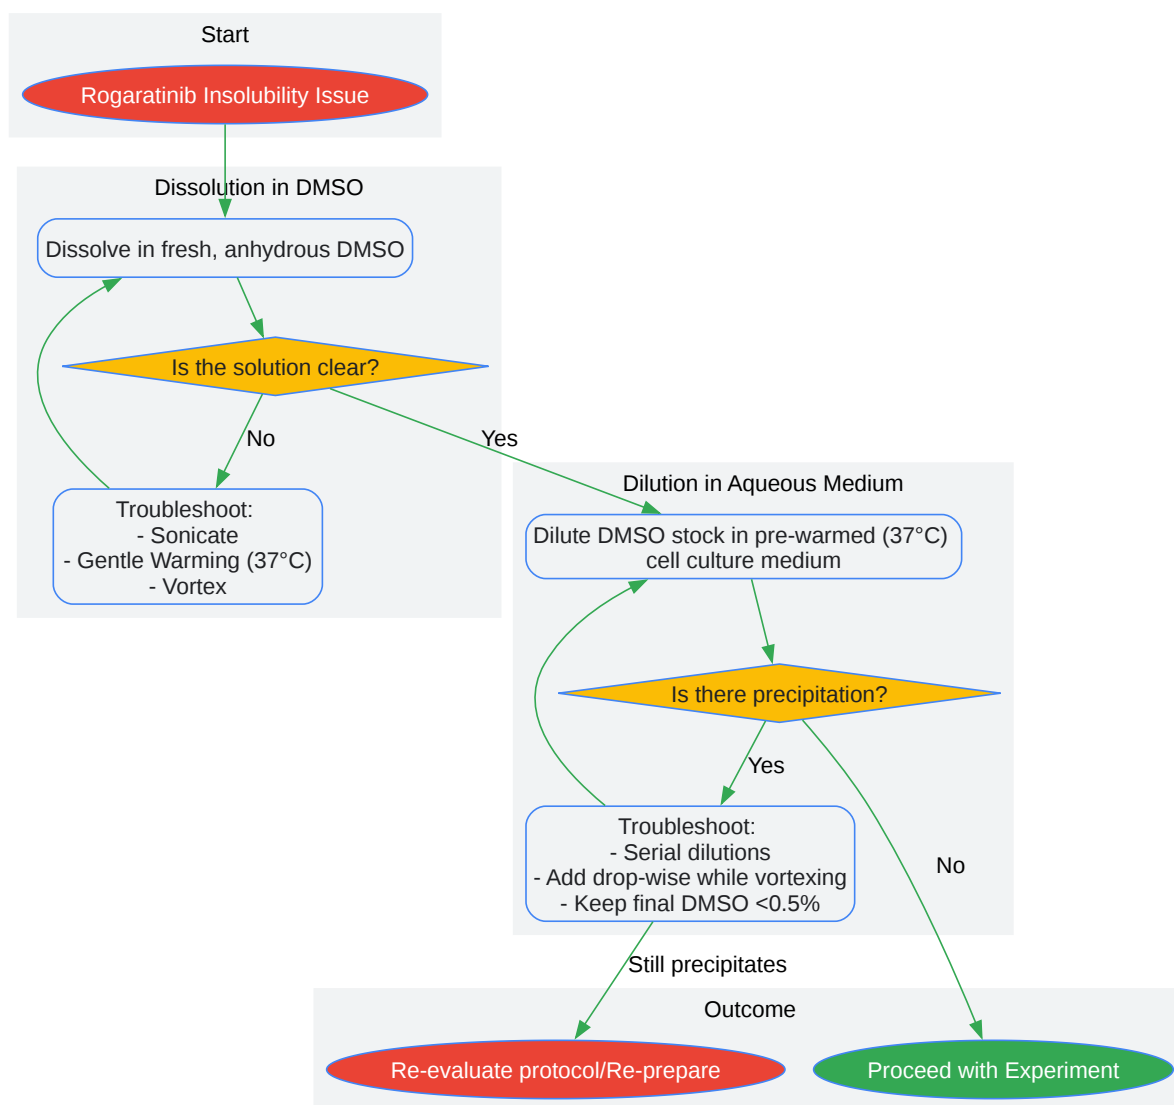 Start
Rogaratinib Insolubility Issue
Dissolution in DMSO
Dissolve in fresh, anhydrous DMSO
Is the solution clear?
No
Yes
Troubleshoot:
- Sonicate
- Gentle Warming (37°C)
- Vortex
Dilution in Aqueous Medium
Dilute DMSO stock in pre-warmed (37°C)
cell culture medium
Is there precipitation?
Yes
No
Troubleshoot:
- Serial dilutions
- Add drop-wise while vortexing
- Keep final DMSO <0.5%
Still precipitates
Outcome
Re-evaluate protocol/Re-prepare
Proceed with Experiment